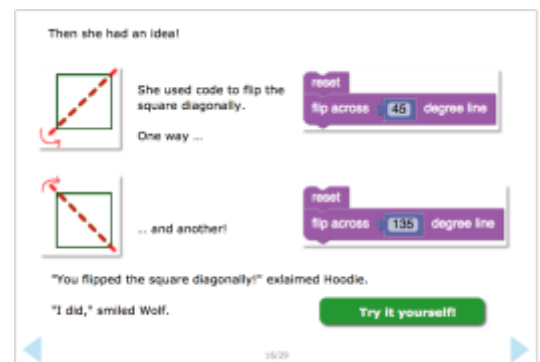 Then she had an idea!
She used code to flip the
square diagonally.
One way ...
reset
flip across 45 degree line
... and another!
reset
flip across 135 degree line
"You flipped the square diagonally!" exlaimed Hoodie.
"I did," smiled Wolf.
Try it yourself!
16/29